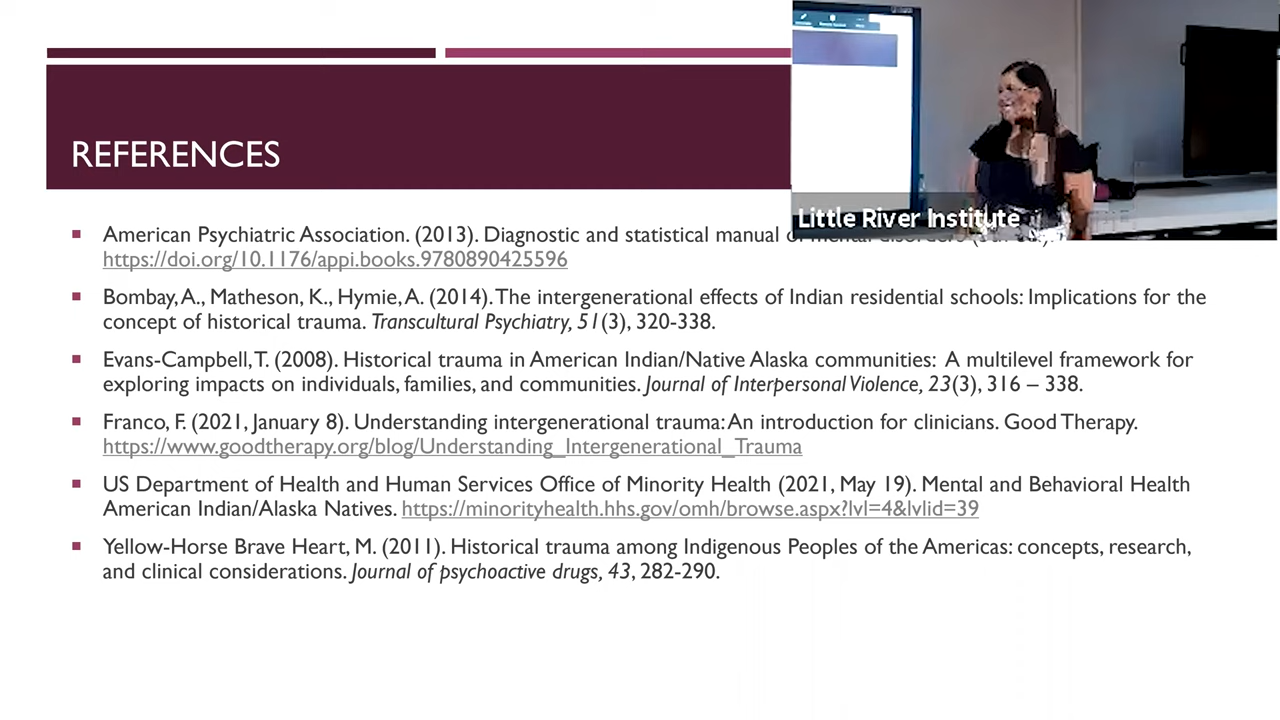 REFERENCES
Little River Institute
American Psychiatric Association. (2013). Diagnostic and statistical manual of mental disorders
https://doi.org/10.1176/appi.books.9780890425596
Bombay, A., Matheson, K., Hymie, A. (2014). The intergenerational effects of Indian residential schools: Implications for the
concept of historical trauma. Transcultural Psychiatry, 51(3), 320-338.
Evans-Campbell, T. (2008). Historical trauma in American Indian/Native Alaska communities: A multilevel framework for
exploring impacts on individuals, families, and communities. Journal of Interpersonal Violence, 23(3), 316 – 338.
Franco, F. (2021, January 8). Understanding intergenerational trauma: An introduction for clinicians. Good Therapy.
https://www.goodtherapy.org/blog/Understanding_Intergenerational_Trauma
US Department of Health and Human Services Office of Minority Health (2021, May 19). Mental and Behavioral Health
American Indian/Alaska Natives. https://minorityhealth.hhs.gov/omh/browse.aspx?lvl=4&lvlid=39
Yellow-Horse Brave Heart, M. (2011). Historical trauma among Indigenous Peoples of the Americas: concepts, research,
and clinical considerations. Journal of psychoactive drugs, 43, 282-290.